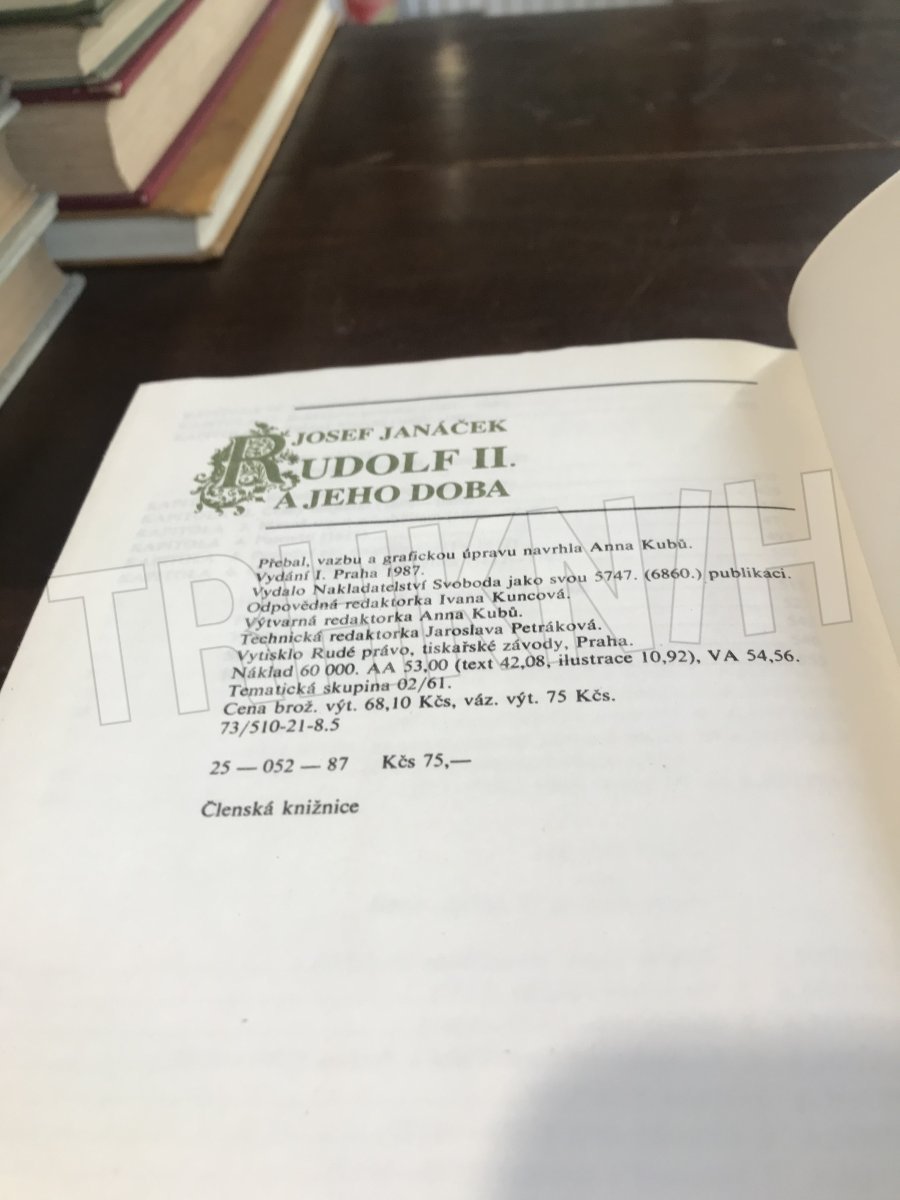 JOSEF JANÁČEK
RUDOLF II.
A JEHO DOBA
Přebal, vazbu a grafickou úpravu navrhla Anna Kubů.
Vydání I. Praha 1987.
Vydalo Nakladatelství Svoboda jako svou 5747. (6860.) publikaci.
Odpovědná redaktorka Ivana Kuncová.
Výtvarná redaktorka Anna Kubů.
Technická redaktorka Jaroslava Petráková.
Vytisklo Rudé právo, tiskařské závody, Praha.
Náklad 60 000. AA 53,00 (text 42,08, ilustrace 10,92), VA 54,56.
Tematická skupina 02/61.
Cena brož. výt. 68,10 Kčs, váz. výt. 75 Kčs.
73/510-21-8.5
25 — 052 — 87 Kčs 75,—
Členská knižnice